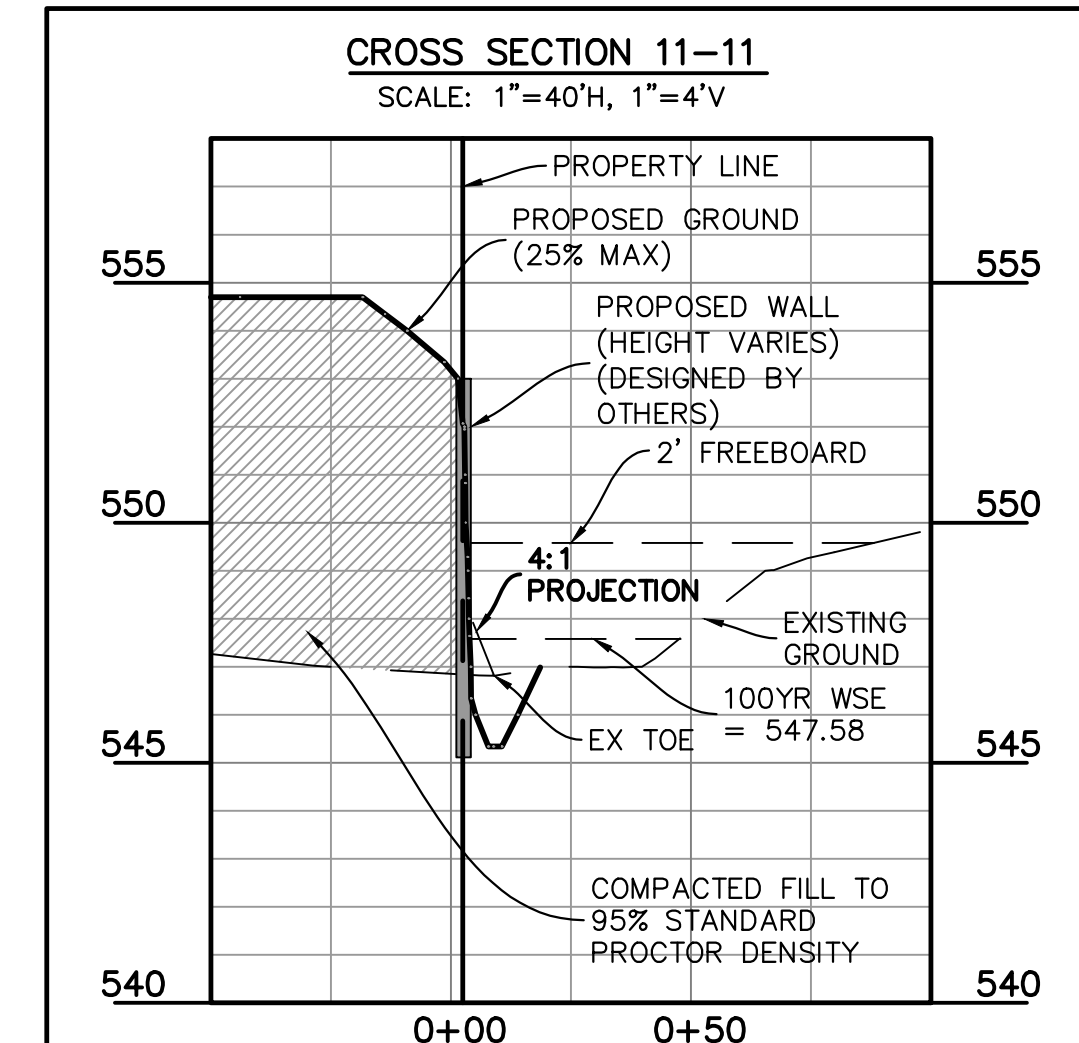 CROSS SECTION 11-11
SCALE: 1"=40'H, 1"=4'V
PROPERTY LINE
PROPOSED GROUND
(25% MAX)
555
555
PROPOSED WALL
(HEIGHT VARIES)
(DESIGNED BY
OTHERS)
2' FREEBOARD
550
550
4:1
PROJECTION
EXISTING
GROUND
100YR WSE
= 547.58
EX TOE
545
545
COMPACTED FILL TO
95% STANDARD
PROCTOR DENSITY
540
540
0+00
0+50